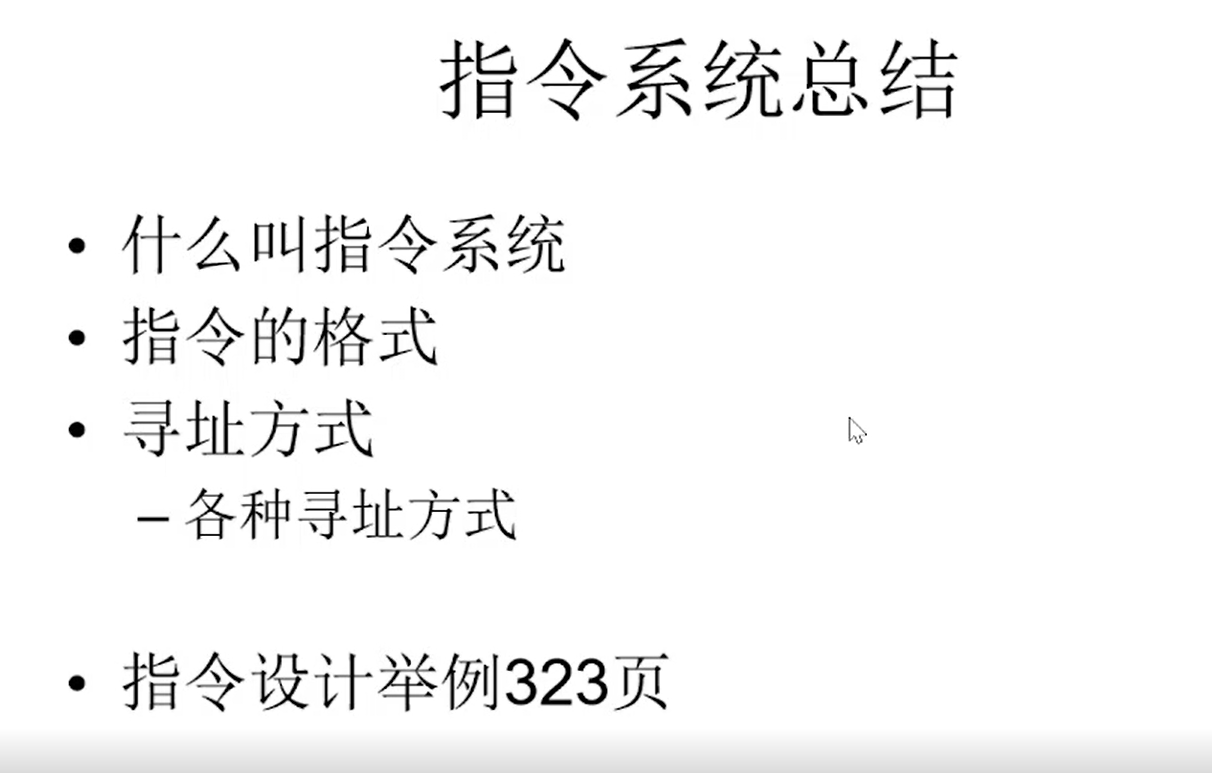 指令系统总结
• 什么叫指令系统
• 指令的格式
• 寻址方式
– 各种寻址方式
• 指令设计举例323页